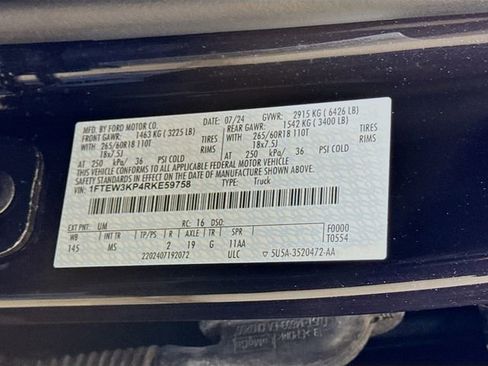 MFD. BY FORD MOTOR CO. DATE: 07/24 GVWR: 2915 KG ( 6426 LB)
FRONT GAWR: 1463 KG ( 3225 LB) REAR GAWR: 1542 KG ( 3400 LB)
WITH 265/60R18 110T TIRES WITH 265/60R18 110T TIRES
18x7.5J RIMS 18x7.5J RIMS
AT 250 kPa/ 36 PSI COLD AT 250 kPa/ 36 PSI COLD
THIS VEHICLE CONFORMS TO ALL APPLICABLE FEDERAL MOTOR VEHICLE
SAFETY STANDARDS IN EFFECT ON THE DATE OF MANUFACTURE SHOWN ABOVE.
VIN: 1FTEW3KP4RKE59758 TYPE: Truck
EXT PNT: UM RC: 16 DSO: F0000
WB INT TR TP/PS R AXLE TR SPR T0554
145 MS 2 19 G 11AA
2202407192072 ULC 5U5A-3520472-AA